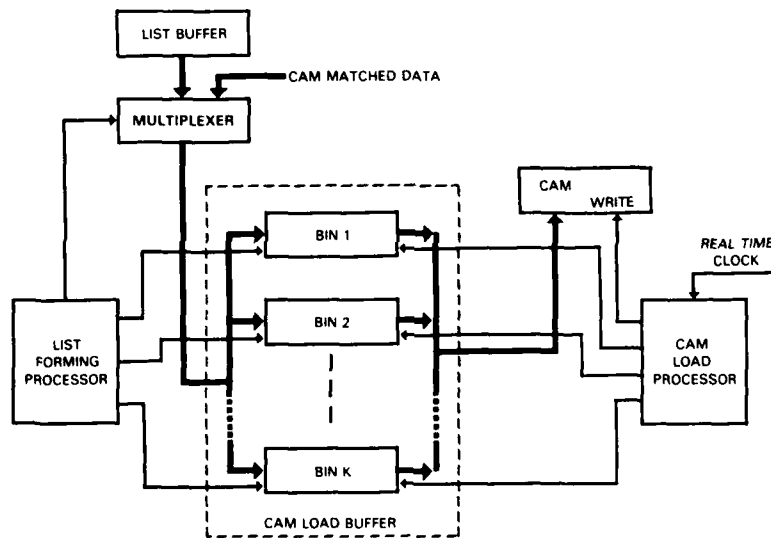 LIST BUFFER
CAM MATCHED DATA
MULTIPLEXER
CAM
WRITE
BIN 1
REAL TIME
CLOCK
BIN 2
LIST
FORMING
PROCESSOR
CAM
LOAD
PROCESSOR
BIN K
CAM LOAD BUFFER